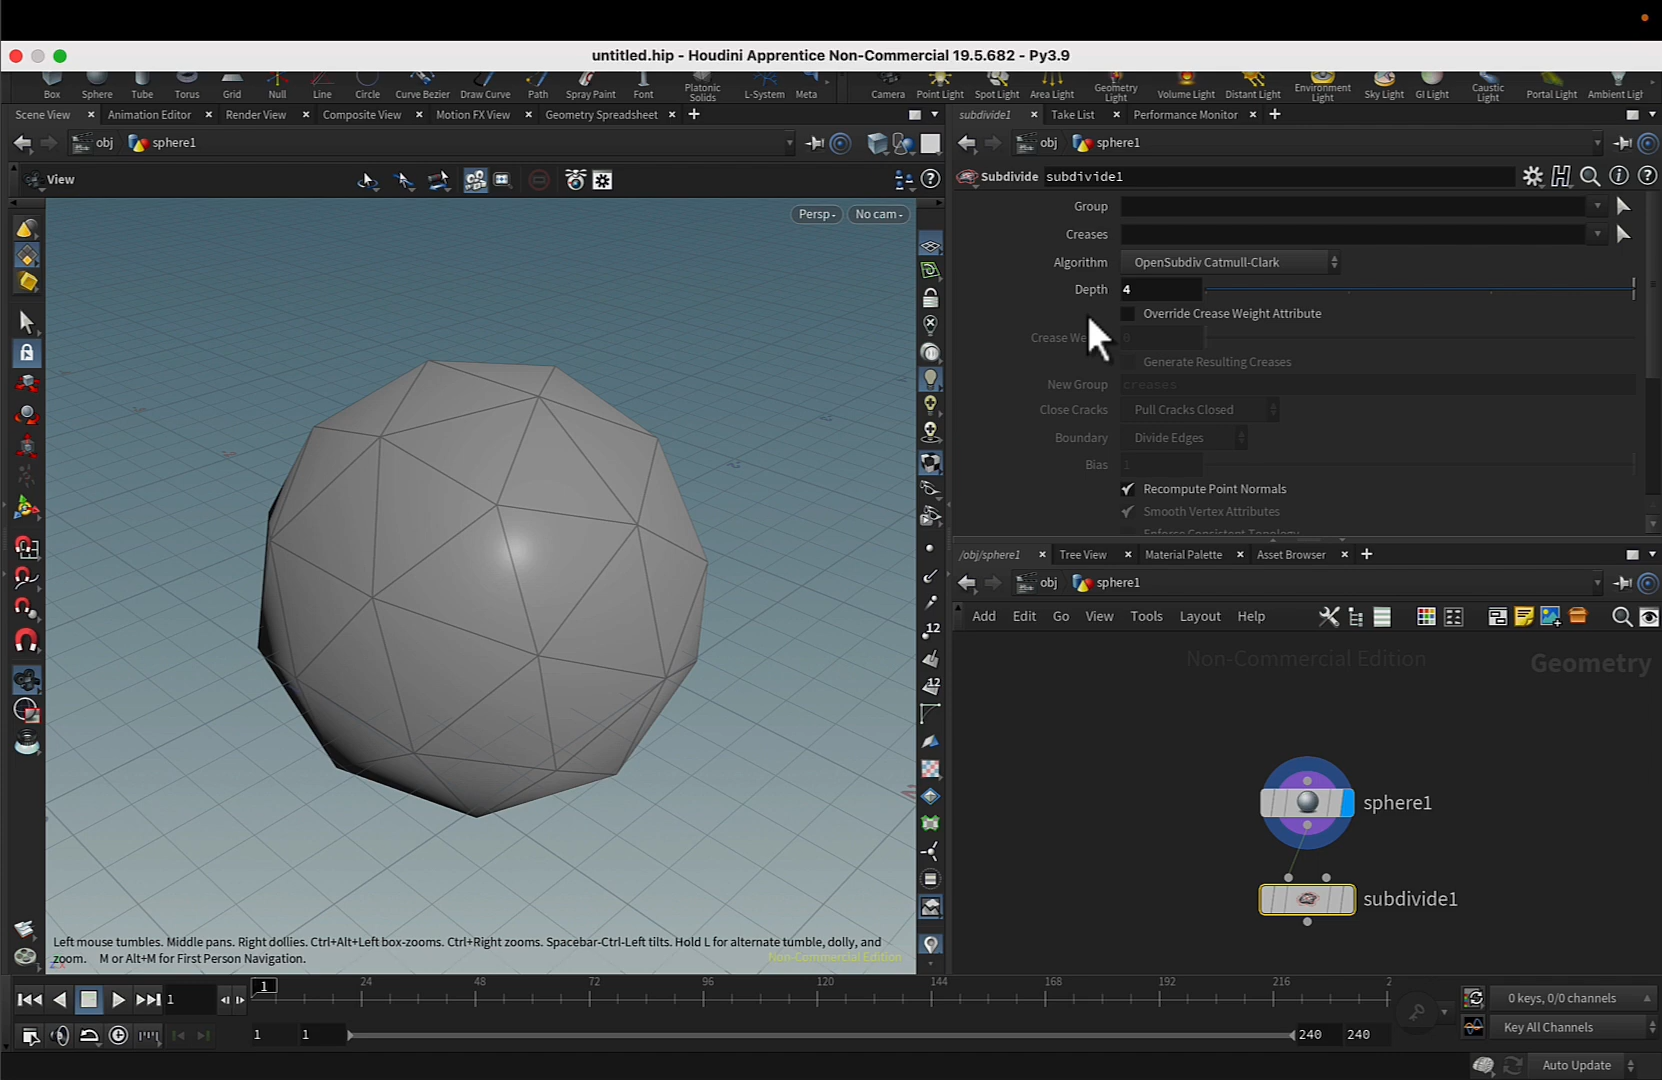 untitled.hip - Houdini Apprentice Non-Commercial 19.5.682 - Py3.9
Box Sphere Tube Torus Grid Null Line Circle Curve Bezier Draw Curve Path Spray Paint Font Platonic Solids L-System Meta Camera Point Light Spot Light Area Light Geometry Light Volume Light Distant Light Environment Light Sky Light GI Light Caustic Light Portal Light Ambient Ligh
Scene View Animation Editor Render View Composite View Motion FX View Geometry Spreadsheet
subdivide1 Take List Performance Monitor
obj sphere1
obj sphere1
View
Subdivide subdivide1
Persp No cam
Group
Creases
Algorithm OpenSubdiv Catmull-Clark
Depth 4
Override Crease Weight Attribute
Crease We 0
Generate Resulting Creases
New Group creases
Close Cracks Pull Cracks Closed
Boundary Divide Edges
Bias 1
Recompute Point Normals
Smooth Vertex Attributes
Enforce Consistent Topology
/obj/sphere1 Tree View Material Palette Asset Browser
obj sphere1
Add Edit Go View Tools Layout Help
Non-Commercial Edition Geometry
12
12
sphere1
subdivide1
Left mouse tumbles. Middle pans. Right dollies. Ctrl+Alt+Left box-zooms. Ctrl+Right zooms. Spacebar-Ctrl-Left tilts. Hold L for alternate tumble, dolly, and
zoom. M or Alt+M for First Person Navigation.
Non-Commercial Edition
1 1 24 48 72 96 120 144 168 192 216 2
0 keys, 0/0 channels
1 1 240 240
Key All Channels
Auto Update